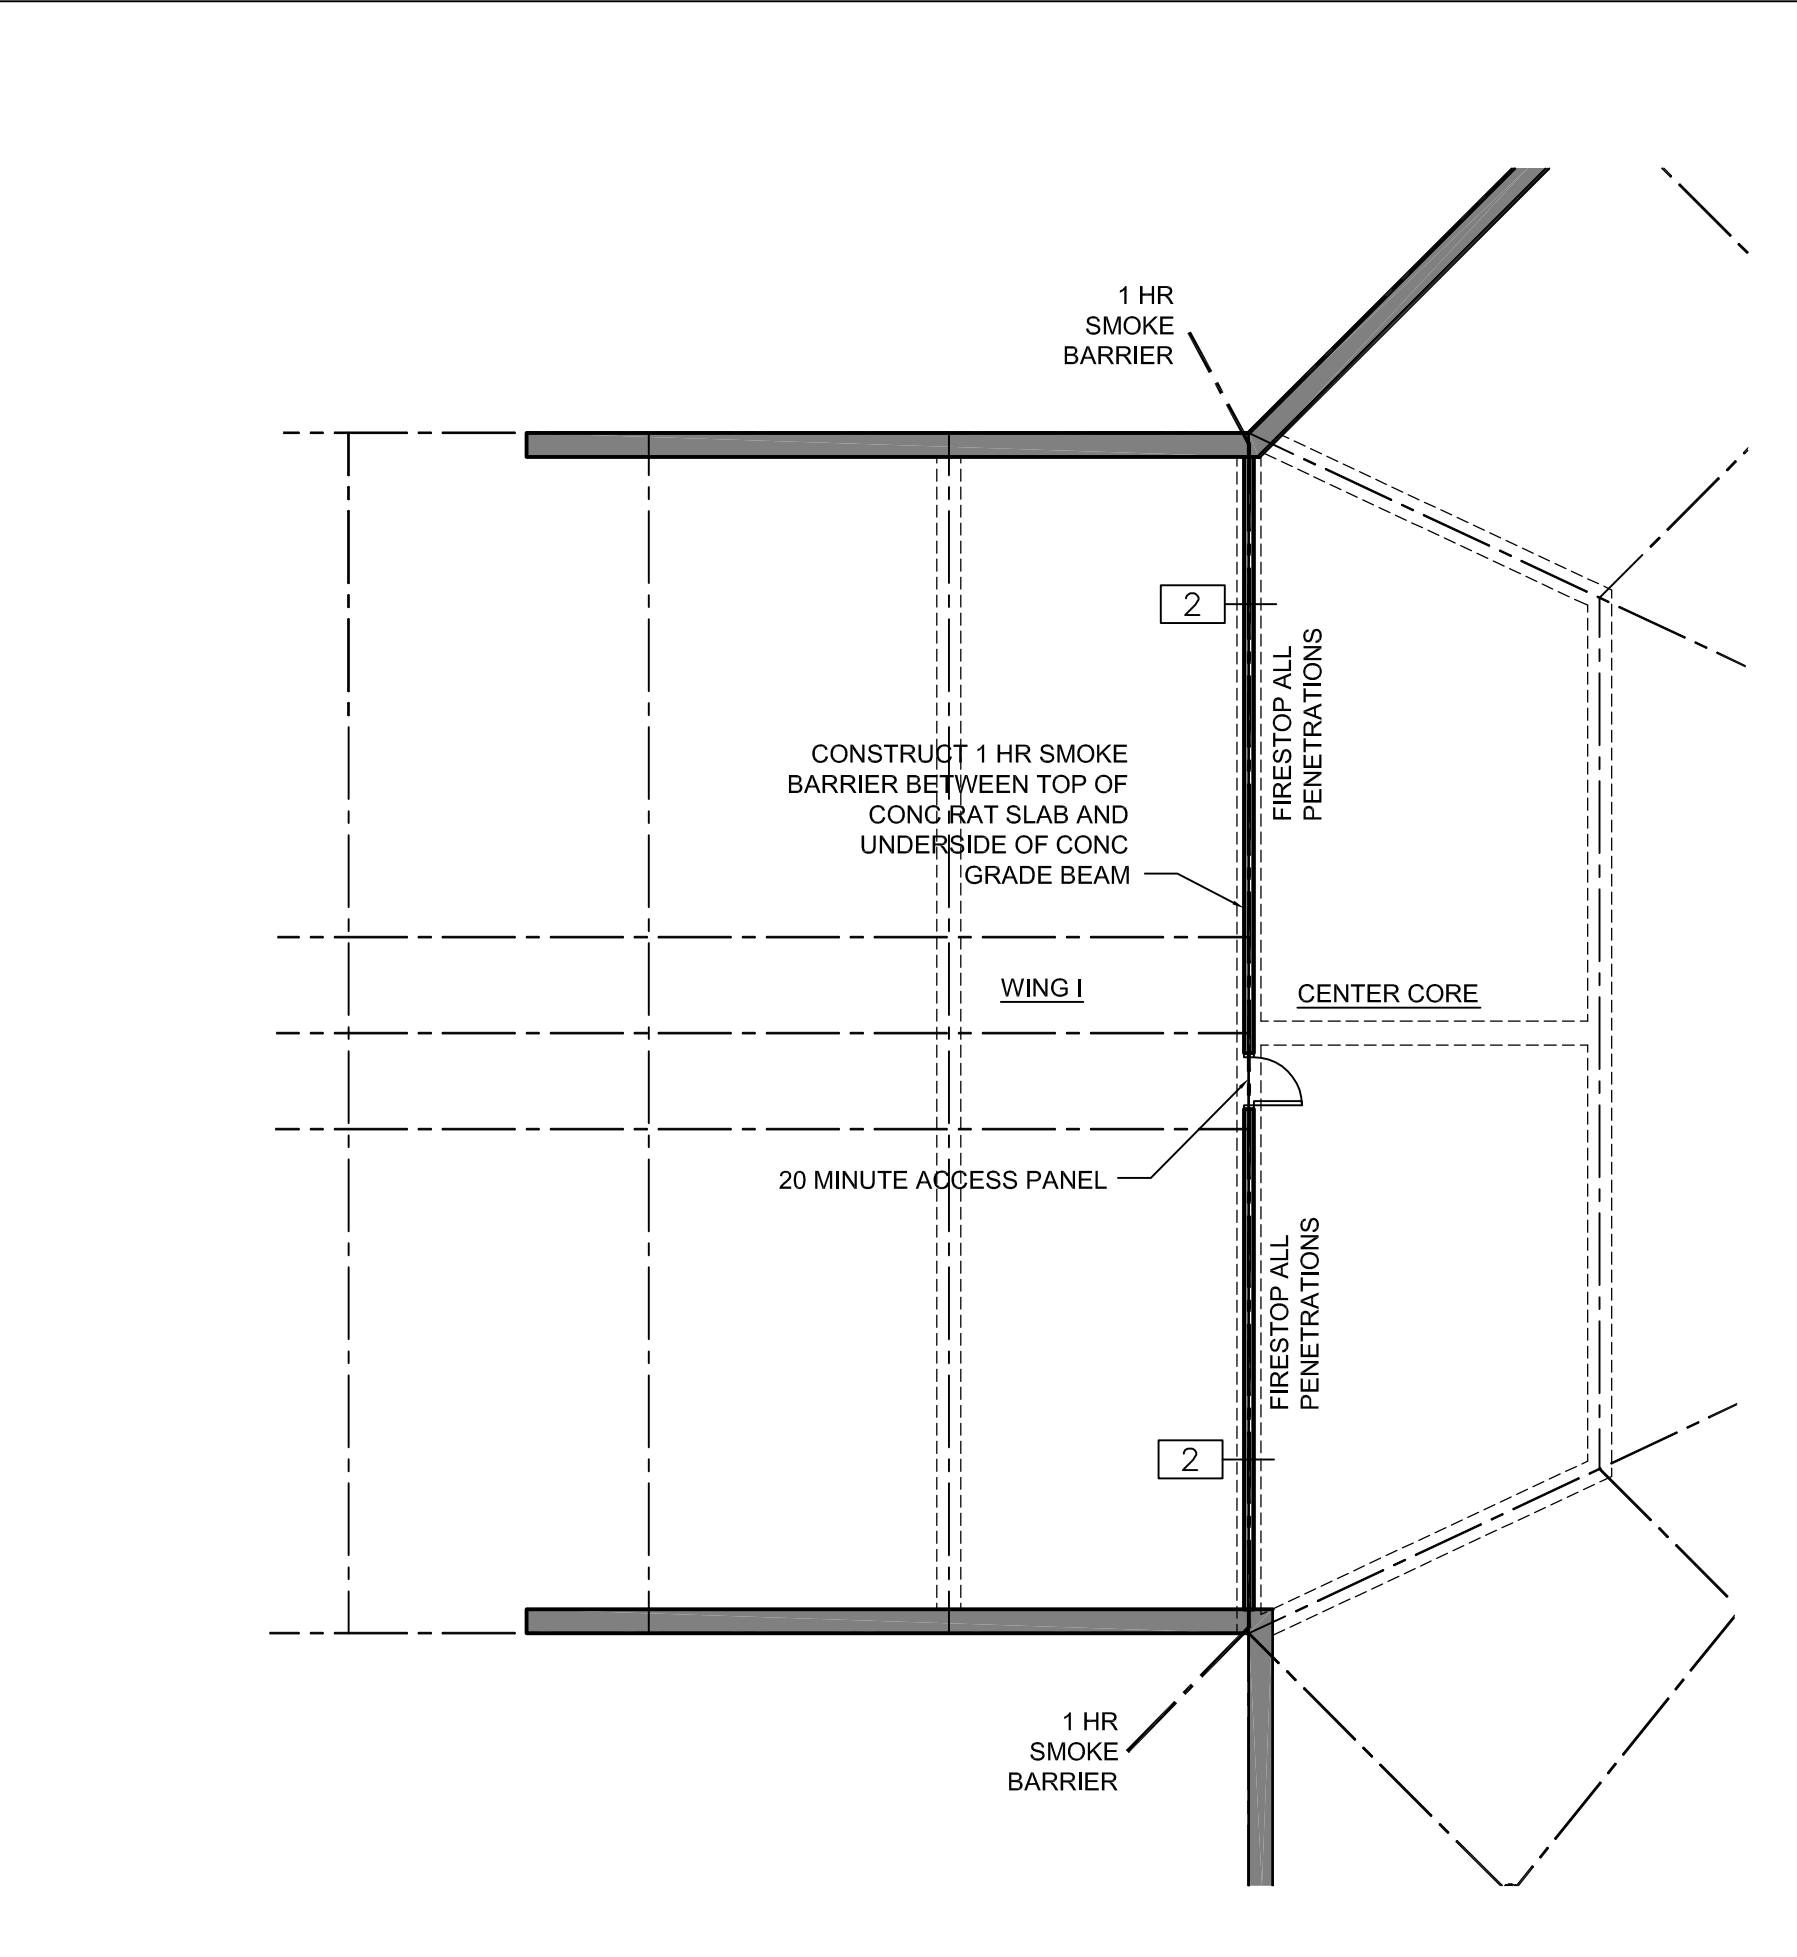 1 HR
SMOKE
BARRIER
2
FIRESTOP ALL
PENETRATIONS
CONSTRUCT 1 HR SMOKE
BARRIER BETWEEN TOP OF
CONC RAT SLAB AND
UNDERSIDE OF CONC
GRADE BEAM
WING I
CENTER CORE
20 MINUTE ACCESS PANEL
FIRESTOP ALL
PENETRATIONS
2
1 HR
SMOKE
BARRIER